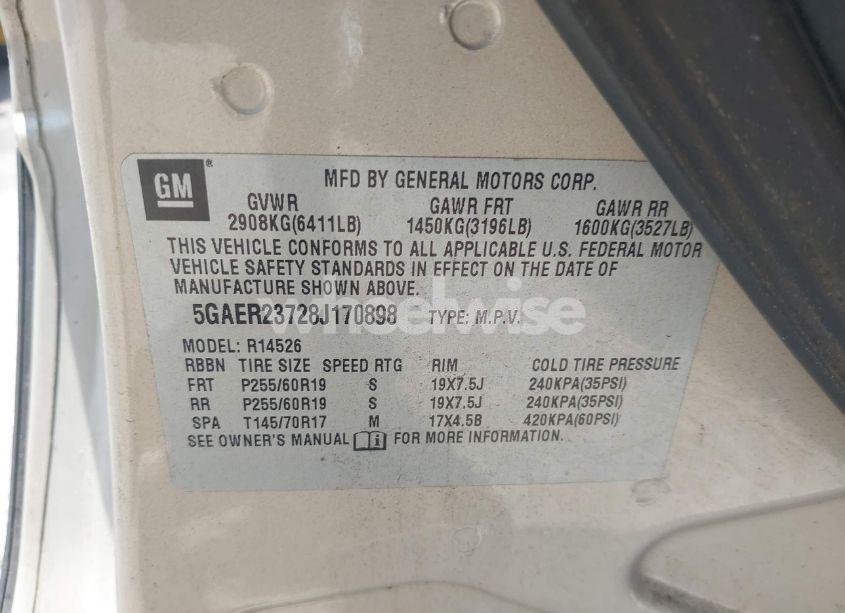 GM ®
MFD BY GENERAL MOTORS CORP.
GVWR GAWR FRT GAWR RR
2908KG(6411LB) 1450KG(3196LB) 1600KG(3527LB)
THIS VEHICLE CONFORMS TO ALL APPLICABLE U.S. FEDERAL MOTOR
VEHICLE SAFETY STANDARDS IN EFFECT ON THE DATE OF
MANUFACTURE SHOWN ABOVE.
5GAER23728J170898 TYPE: M.P.V.
wheelwise
MODEL: R14526
RBBN TIRE SIZE SPEED RTG RIM COLD TIRE PRESSURE
FRT P255/60R19 S 19X7.5J 240KPA(35PSI)
RR P255/60R19 S 19X7.5J 240KPA(35PSI)
SPA T145/70R17 M 17X4.5B 420KPA(60PSI)
SEE OWNER'S MANUAL FOR MORE INFORMATION.